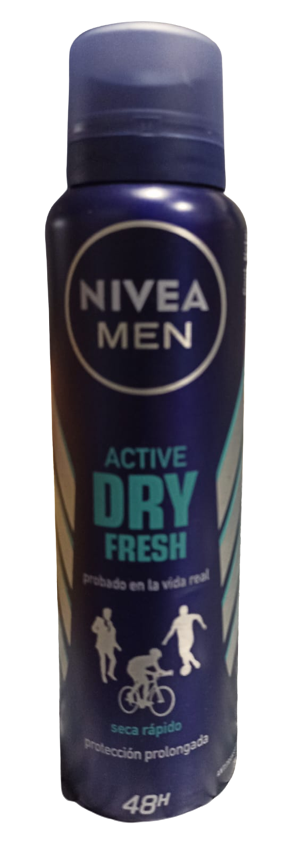 NIVEA
MEN
ACTIVE
DRY
FRESH
probado en la vida real
seca rápido
protección prolongada
48H